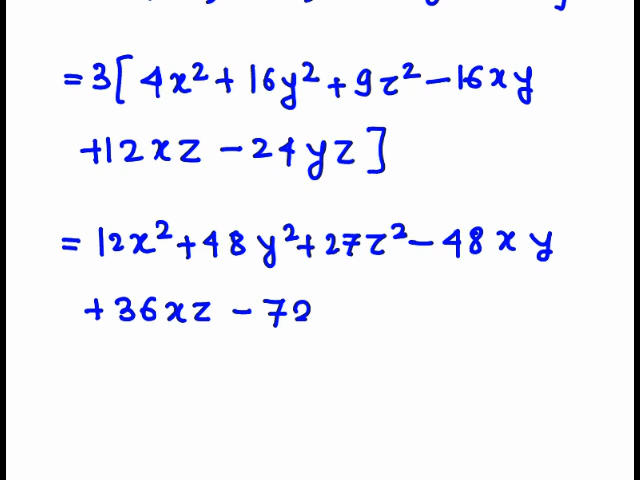 = 3[ 4x² + 16y² + 9z² – 16xy
+12xz – 24yz ]
= 12x² + 48y² + 27z² – 48xy
+ 36xz – 72